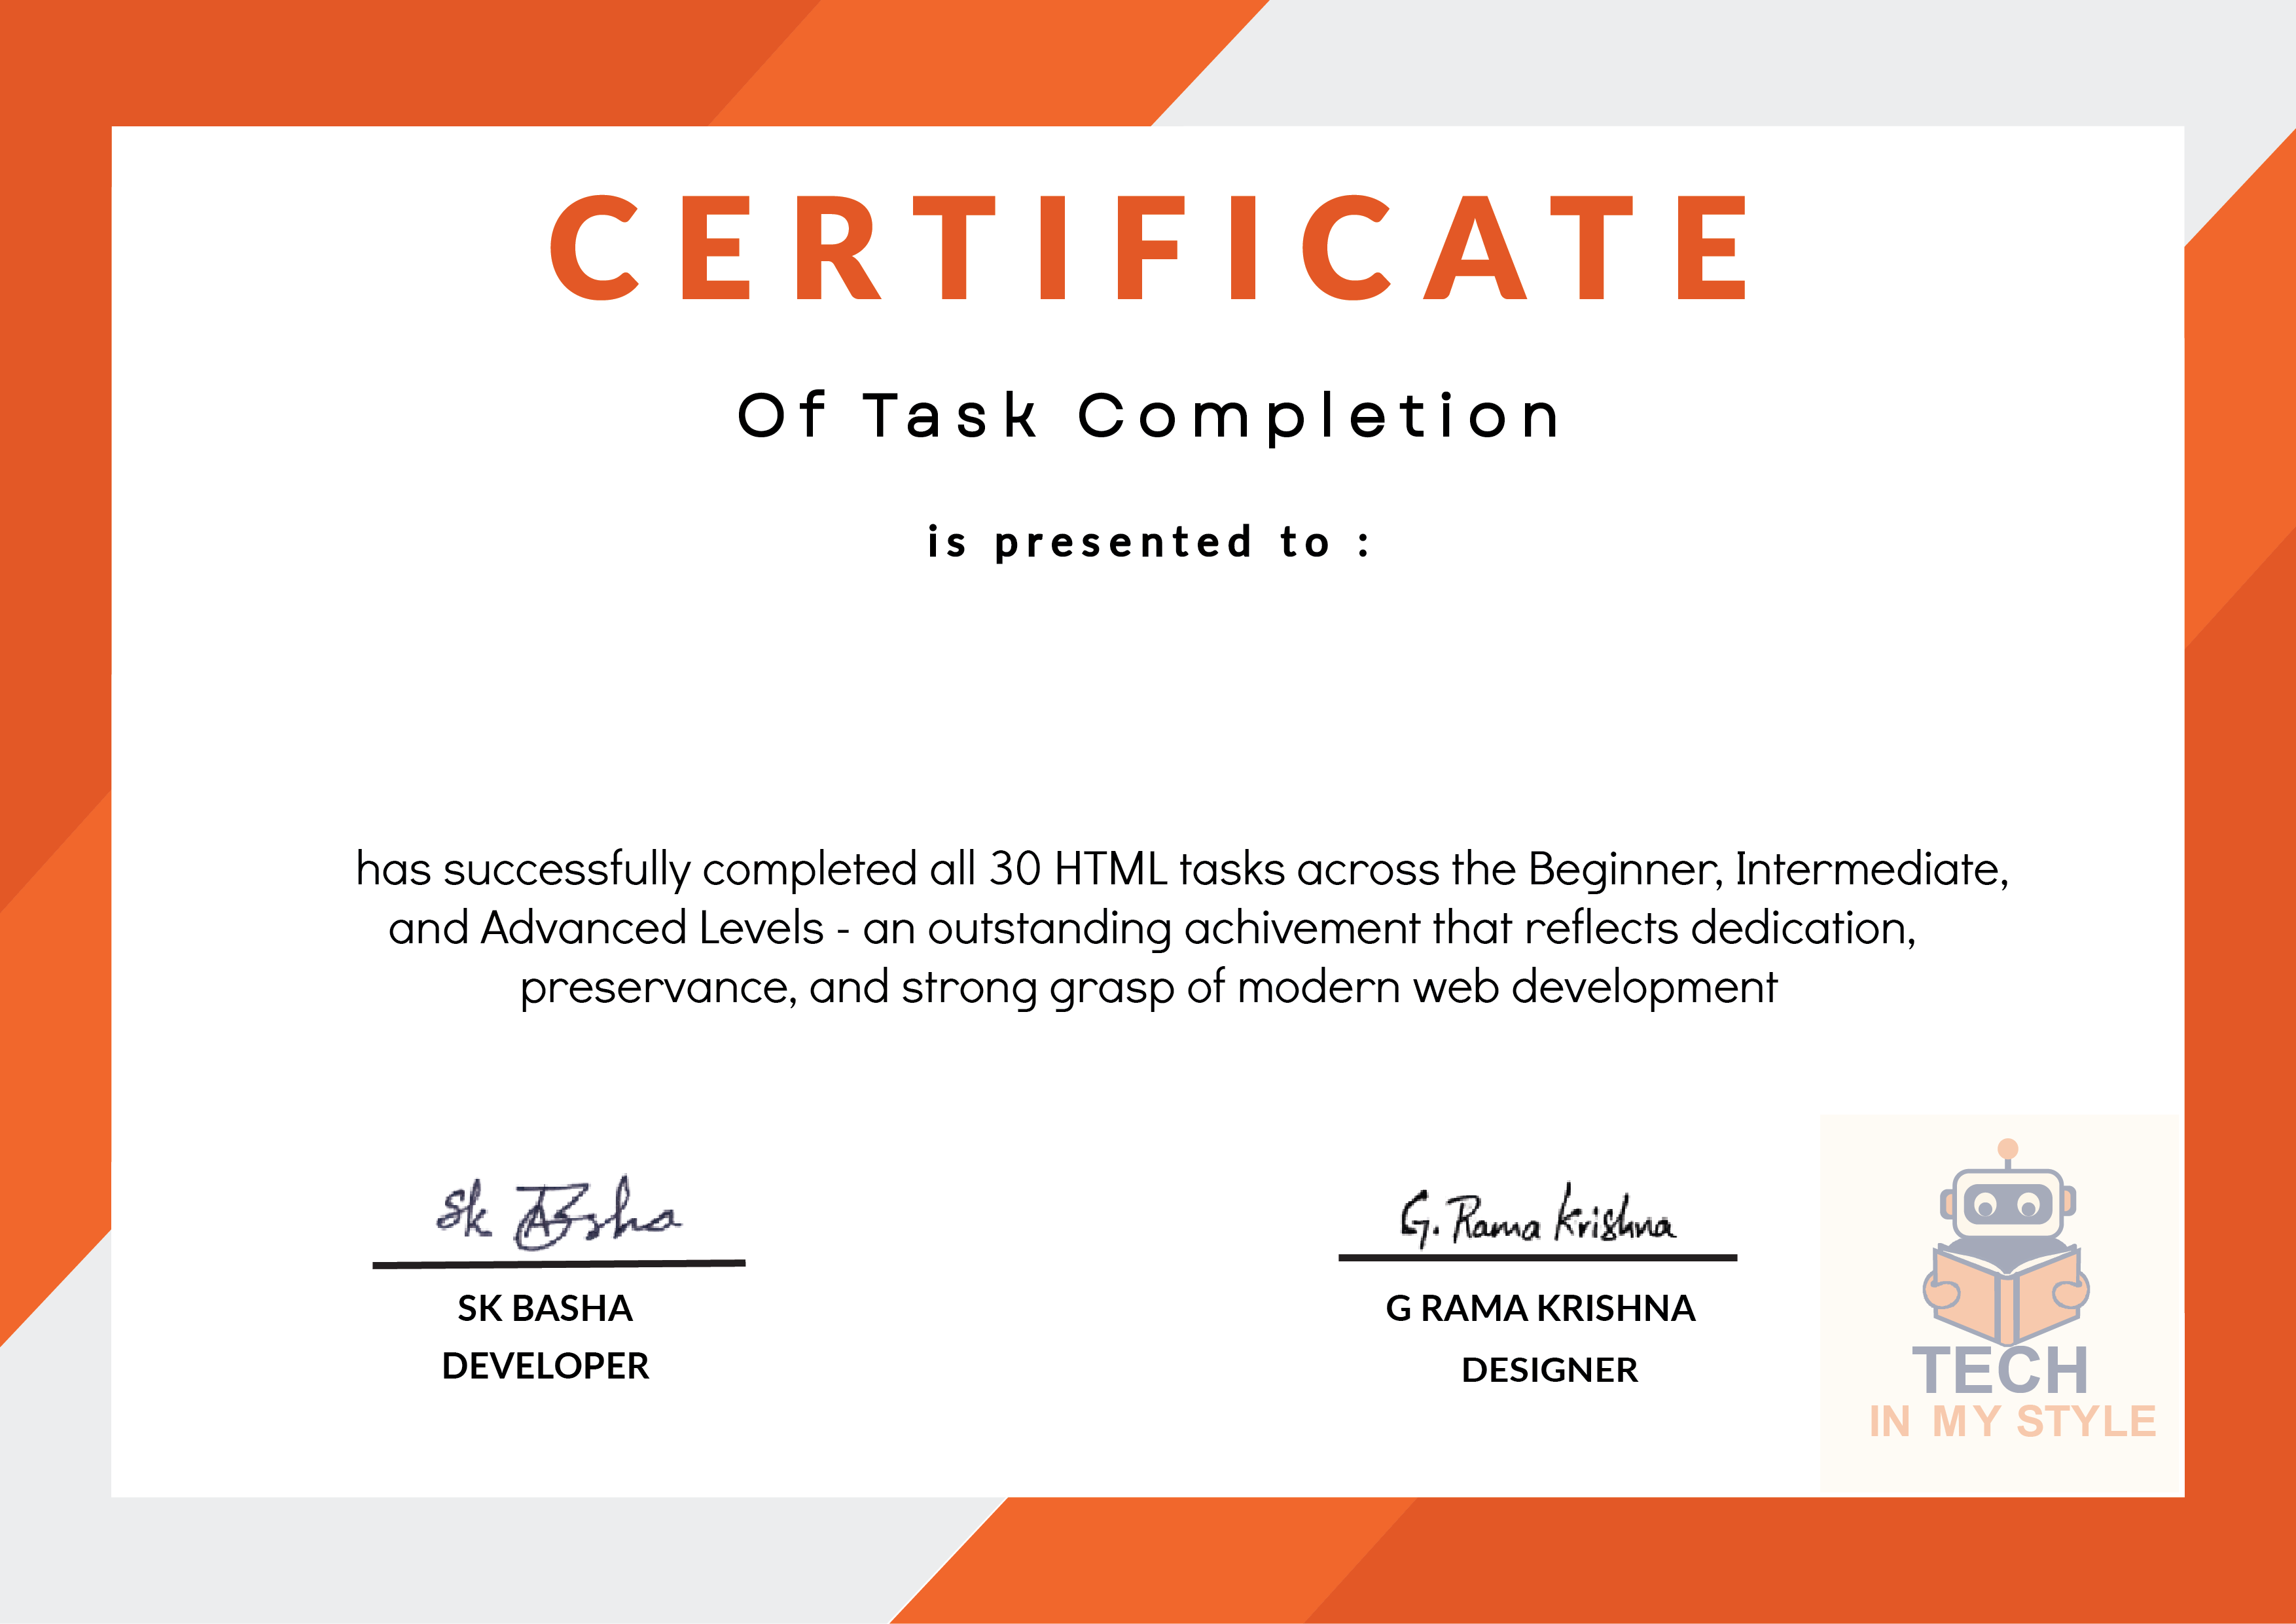 CERTIFICATE
Of Task Completion
is presented to :
has successfully completed all 30 HTML tasks across the Beginner, Intermediate,
and Advanced Levels - an outstanding achivement that reflects dedication,
preservance, and strong grasp of modern web development
Sk Basha
G. Rama Krishna
SK BASHA
G RAMA KRISHNA
DEVELOPER
DESIGNER
TECH
IN MY STYLE